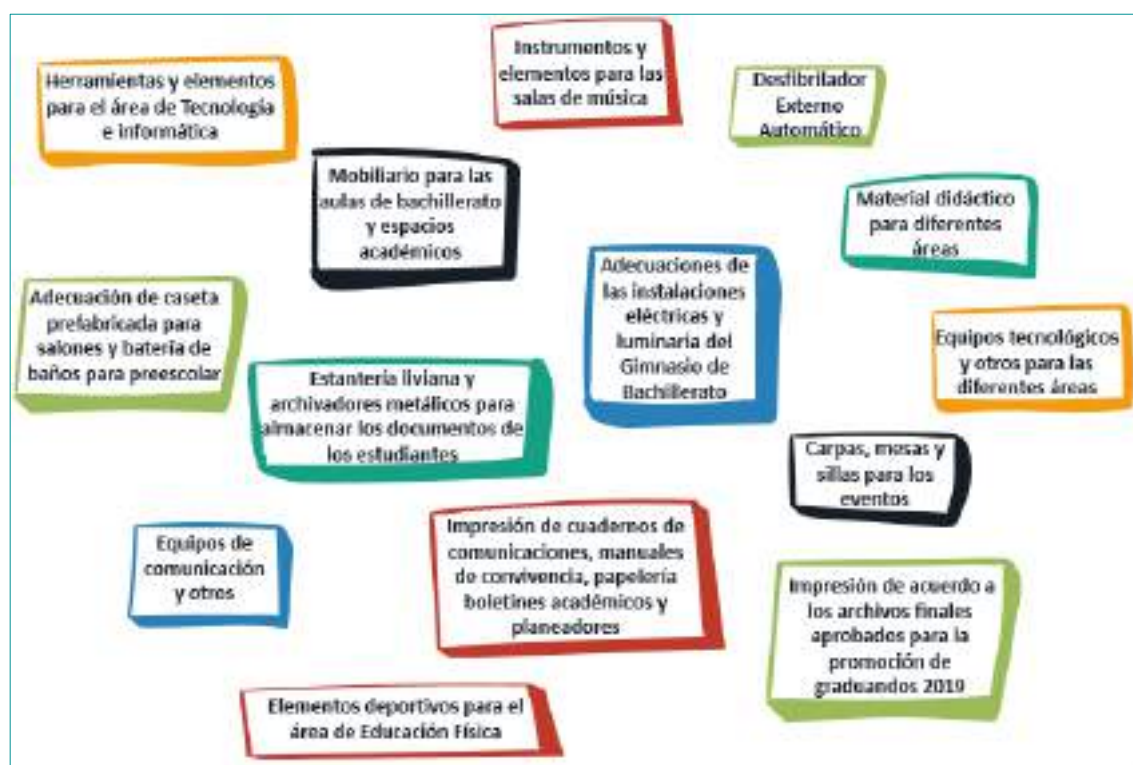 Herramientas y elementos
para el área de Tecnología
e informática
Instrumentos y
elementos para las
salas de música
Desfibrilador
Externo
Automático
Mobiliario para las
aulas de bachillerato
y espacios
académicos
Material didáctico
para diferentes
áreas
Adecuación de caseta
prefabricada para
salones y batería de
baños para preescolar
Adecuaciones de
las instalaciones
eléctricas y
luminaria del
Gimnasio de
Bachillerato
Equipos tecnológicos
y otros para las
diferentes áreas
Estantería liviana y
archivadores metálicos para
almacenar los documentos de
los estudiantes
Carpas, mesas y
sillas para los
eventos
Equipos de
comunicación
y otros
Impresión de cuadernos de
comunicaciones, manuales
de convivencia, papelería
boletines académicos y
planeadores
Impresión de acuerdo a
los archivos finales
aprobados para la
promoción de
graduandos 2019
Elementos deportivos para el
área de Educación Física